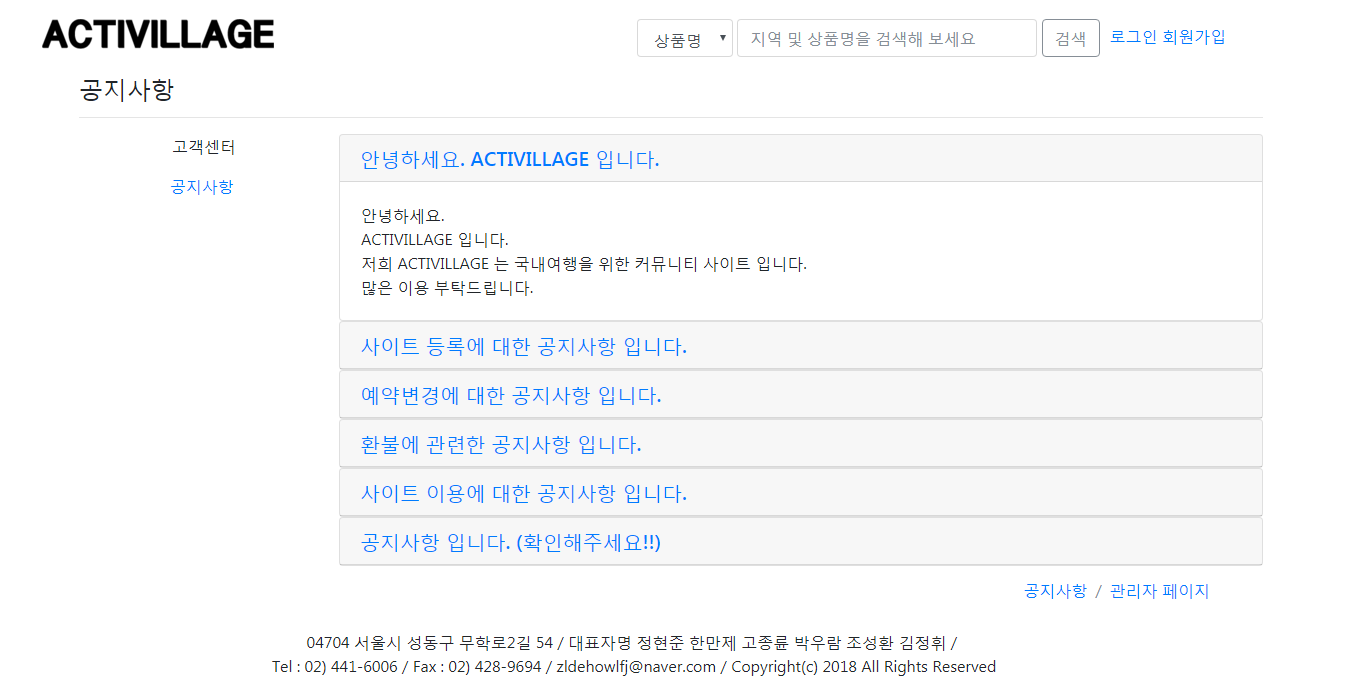 ACTIVILLAGE
상품명 지역 및 상품명을 검색해 보세요 검색 로그인 회원가입
공지사항
고객센터
공지사항
안녕하세요. ACTIVILLAGE 입니다.
안녕하세요.
ACTIVILLAGE 입니다.
저희 ACTIVILLAGE 는 국내여행을 위한 커뮤니티 사이트 입니다.
많은 이용 부탁드립니다.
사이트 등록에 대한 공지사항 입니다.
예약변경에 대한 공지사항 입니다.
환불에 관련한 공지사항 입니다.
사이트 이용에 대한 공지사항 입니다.
공지사항 입니다. (확인해주세요!!)
공지사항 / 관리자 페이지
04704 서울시 성동구 무학로2길 54 / 대표자명 정현준 한만제 고종륜 박우람 조성환 김정휘 /
Tel : 02) 441-6006 / Fax : 02) 428-9694 / zldehowlfj@naver.com / Copyright(c) 2018 All Rights Reserved